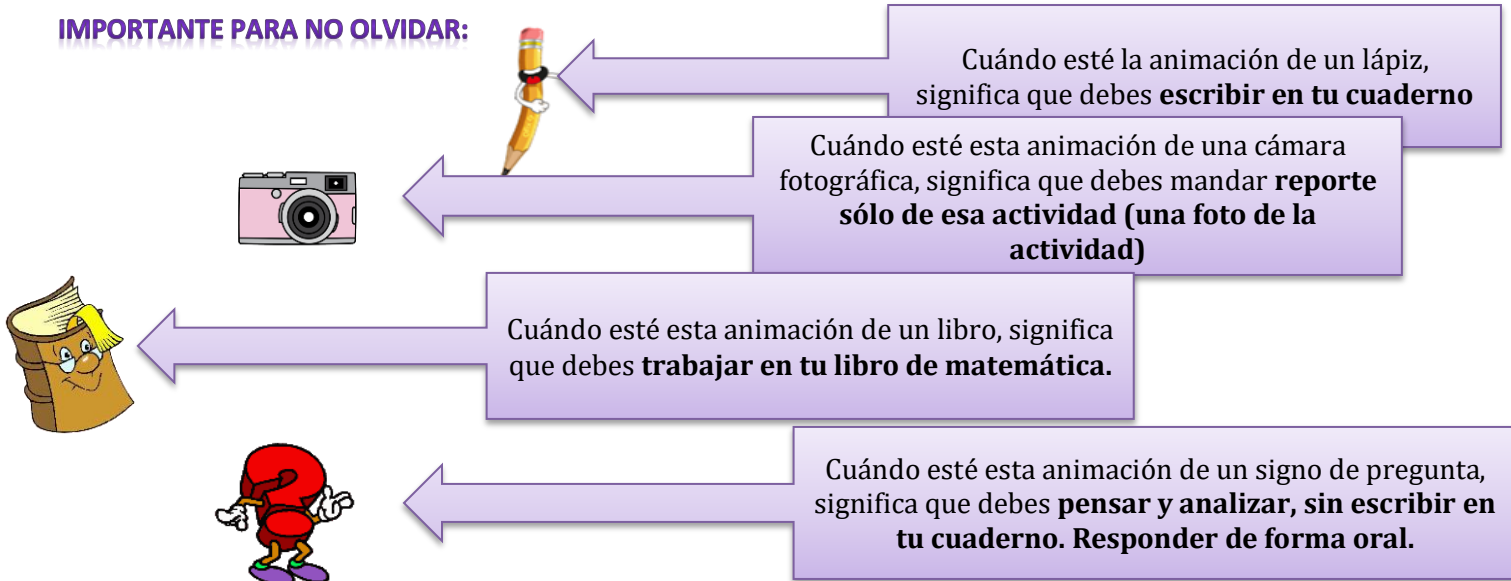 IMPORTANTE PARA NO OLVIDAR:
Cuándo esté la animación de un lápiz,
significa que debes escribir en tu cuaderno
Cuándo esté esta animación de una cámara
fotográfica, significa que debes mandar reporte
sólo de esa actividad (una foto de la
actividad)
Cuándo esté esta animación de un libro, significa
que debes trabajar en tu libro de matemática.
Cuándo esté esta animación de un signo de pregunta,
significa que debes pensar y analizar, sin escribir en
tu cuaderno. Responder de forma oral.